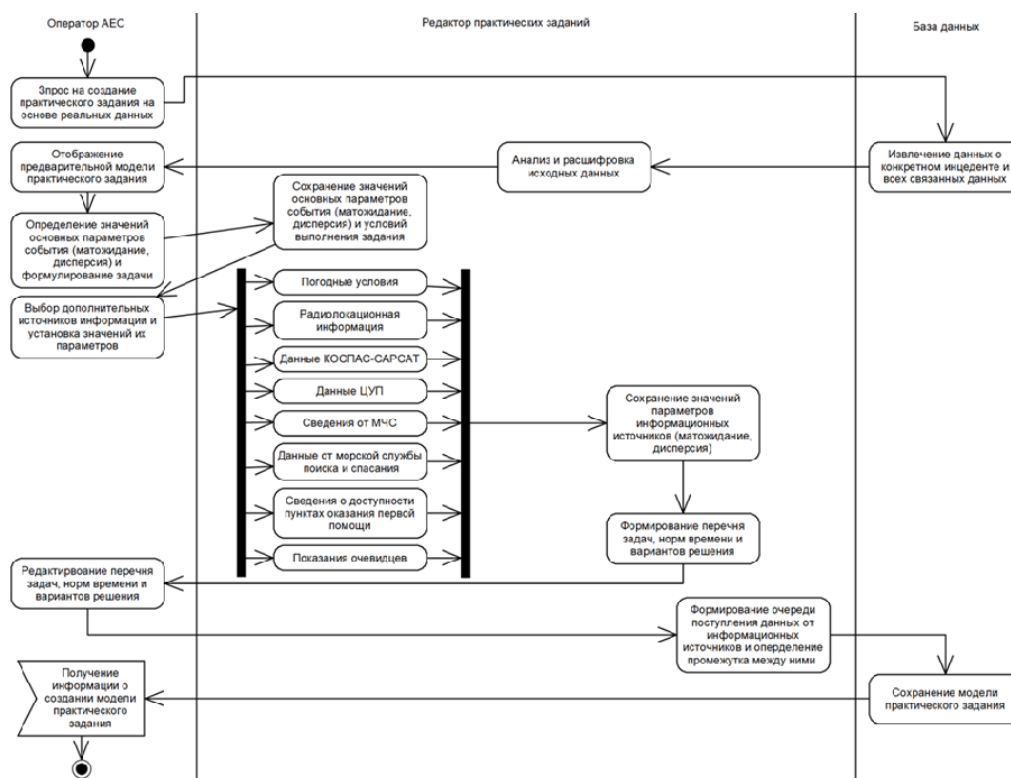 Оператор АЕС
Редактор практических заданий
База данных
Зпрос на создание
практического задания на
основе реальных данных
Отображение
предварительной модели
практического задания
Анализ и расшифровка
исходных данных
Извлечение данных о
конкретном инцеденте и
всех связанных данных
Сохранение значений
основных параметров
события (матожидание,
дисперсия) и условий
выполнения задания
Определение значений
основных параметров
события (матожидание,
дисперсия) и
формулирование задачи
Выбор дополнительных
источников информации и
установка значений их
параметров
Погодные условия
Радиолокационная
информация
Данные КОСПАС-САРСАТ
Данные ЦУП
Сведения от МЧС
Данные от морской службы
поиска и спасания
Сведения о доступности
пунктах оказания первой
помощи
Показания очевидцев
Сохранение значений
параметров
информационных
источников (матожидание,
дисперсия)
Формирование перечня
задач, норм времени и
вариантов решения
Редактирвоание перечня
задач, норм времени и
вариантов решения
Формирование очереди
поступления данных от
информационных
источников и оперделение
промежутка между ними
Сохранение модели
практического задания
Получение
информации о
создании модели
практического
задания